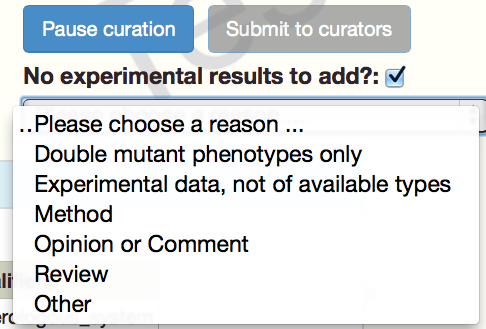 Pause curation Submit to curators
No experimental results to add?:
..Please choose a reason ...
Double mutant phenotypes only
Experimental data, not of available types
Method
Opinion or Comment
Review
Other